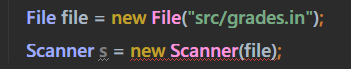 File file = new File("src/grades.in");
Scanner s = new Scanner(file);